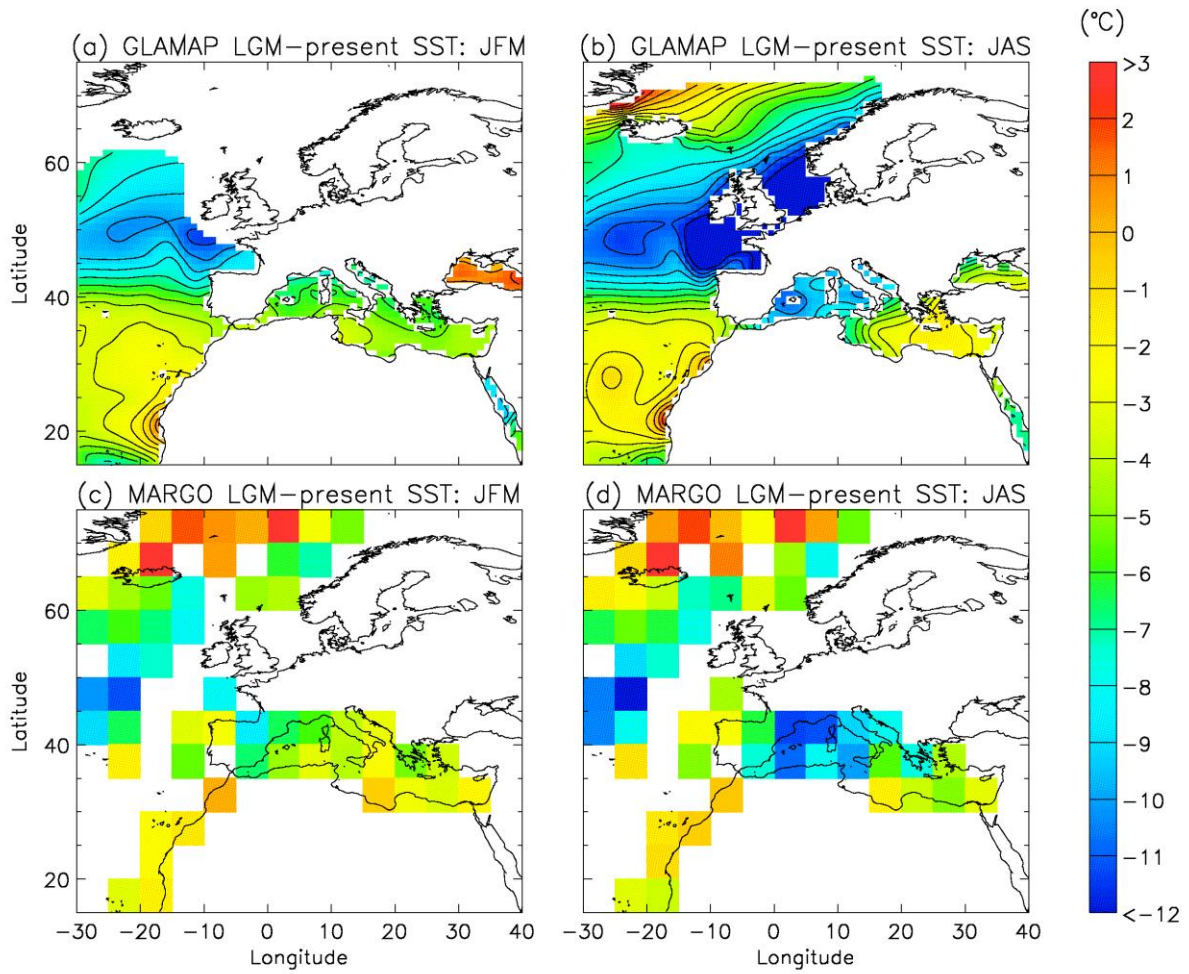 (°C)
(a) GLAMAP LGM-present SST: JFM
(b) GLAMAP LGM-present SST: JAS
Latitude
60
40
20
(c) MARGO LGM-present SST: JFM
(d) MARGO LGM-present SST: JAS
Latitude
60
40
20
-30 -20 -10 0 10 20 30 40
-30 -20 -10 0 10 20 30 40
Longitude
Longitude
>3
2
1
0
-1
-2
-3
-4
-5
-6
-7
-8
-9
-10
-11
<-12